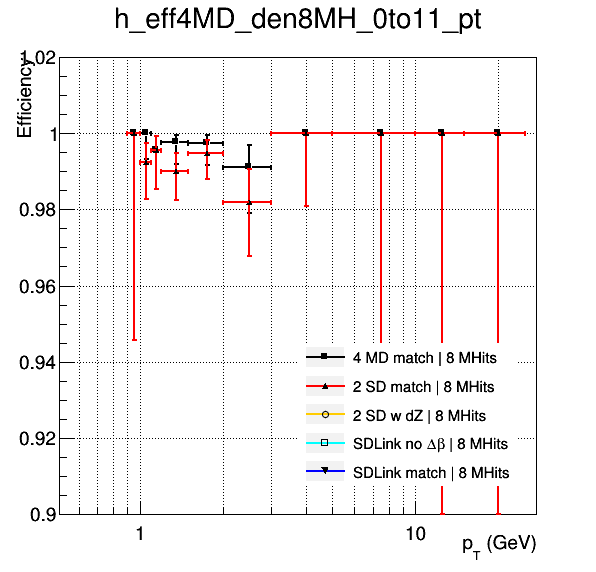 h_eff4MD_den8MH_0to11_pt
Efficiency
1.02
1
0.98
0.96
0.94
0.92
0.9
4 MD match | 8 MHits
2 SD match | 8 MHits
2 SD w dZ | 8 MHits
SDLink no Δβ | 8 MHits
SDLink match | 8 MHits
1 10
p_T (GeV)